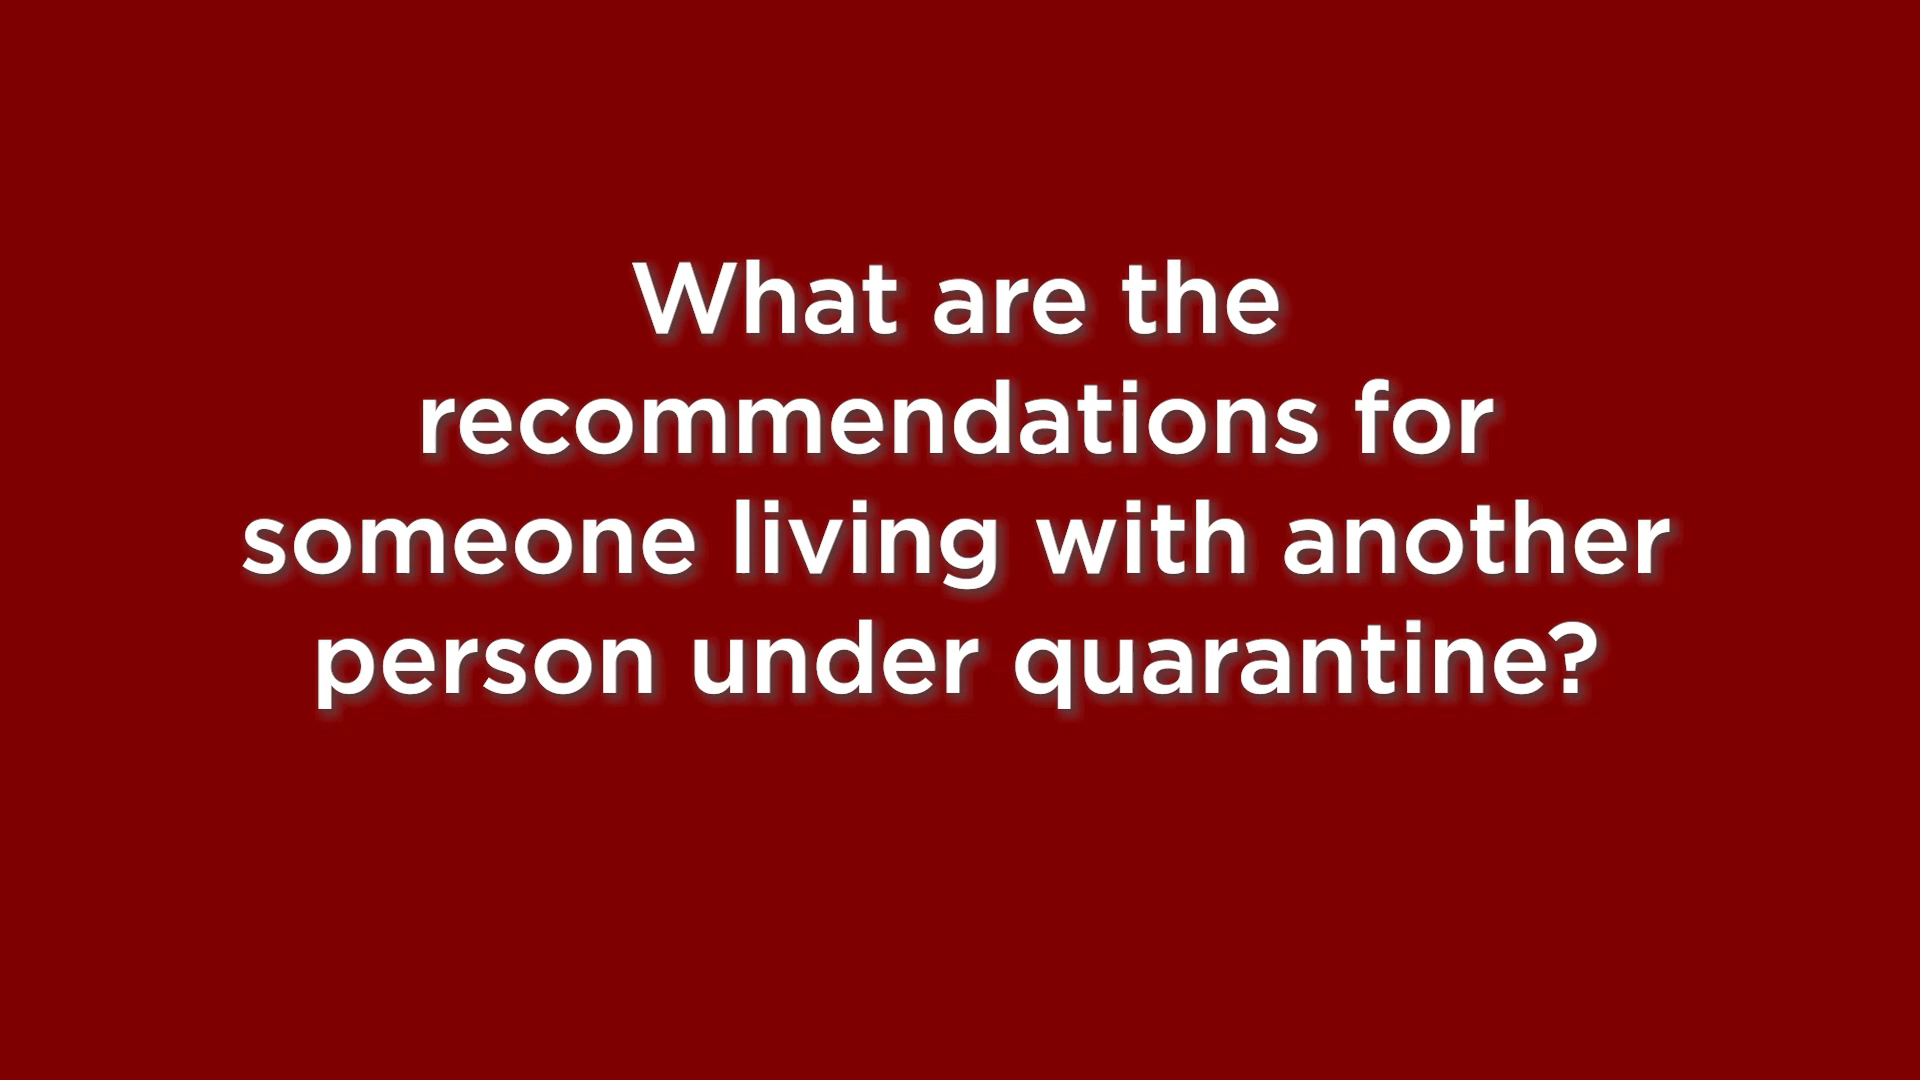 What are the
recommendations for
someone living with another
person under quarantine?